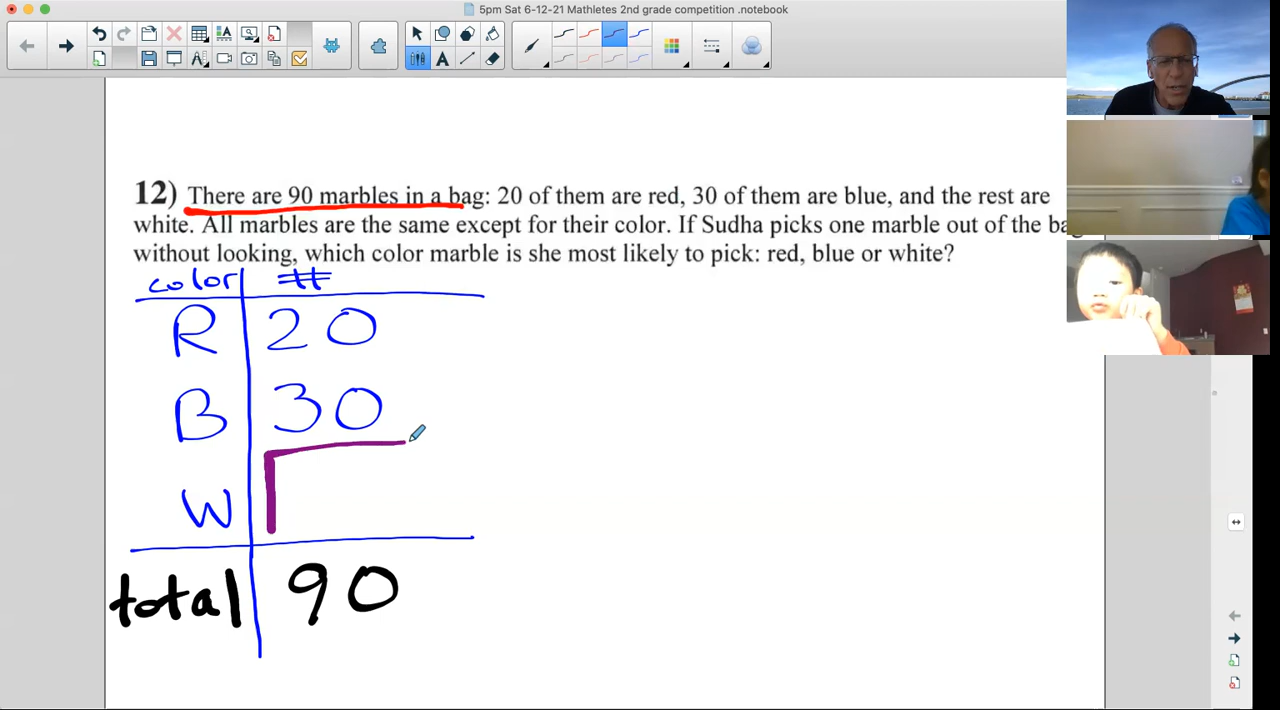 5pm Sat 6-12-21 Mathletes 2nd grade competition .notebook
12) There are 90 marbles in a bag: 20 of them are red, 30 of them are blue, and the rest are
white. All marbles are the same except for their color. If Sudha picks one marble out of the ba
without looking, which color marble is she most likely to pick: red, blue or white?
color #
R 20
B 30
W
total 90